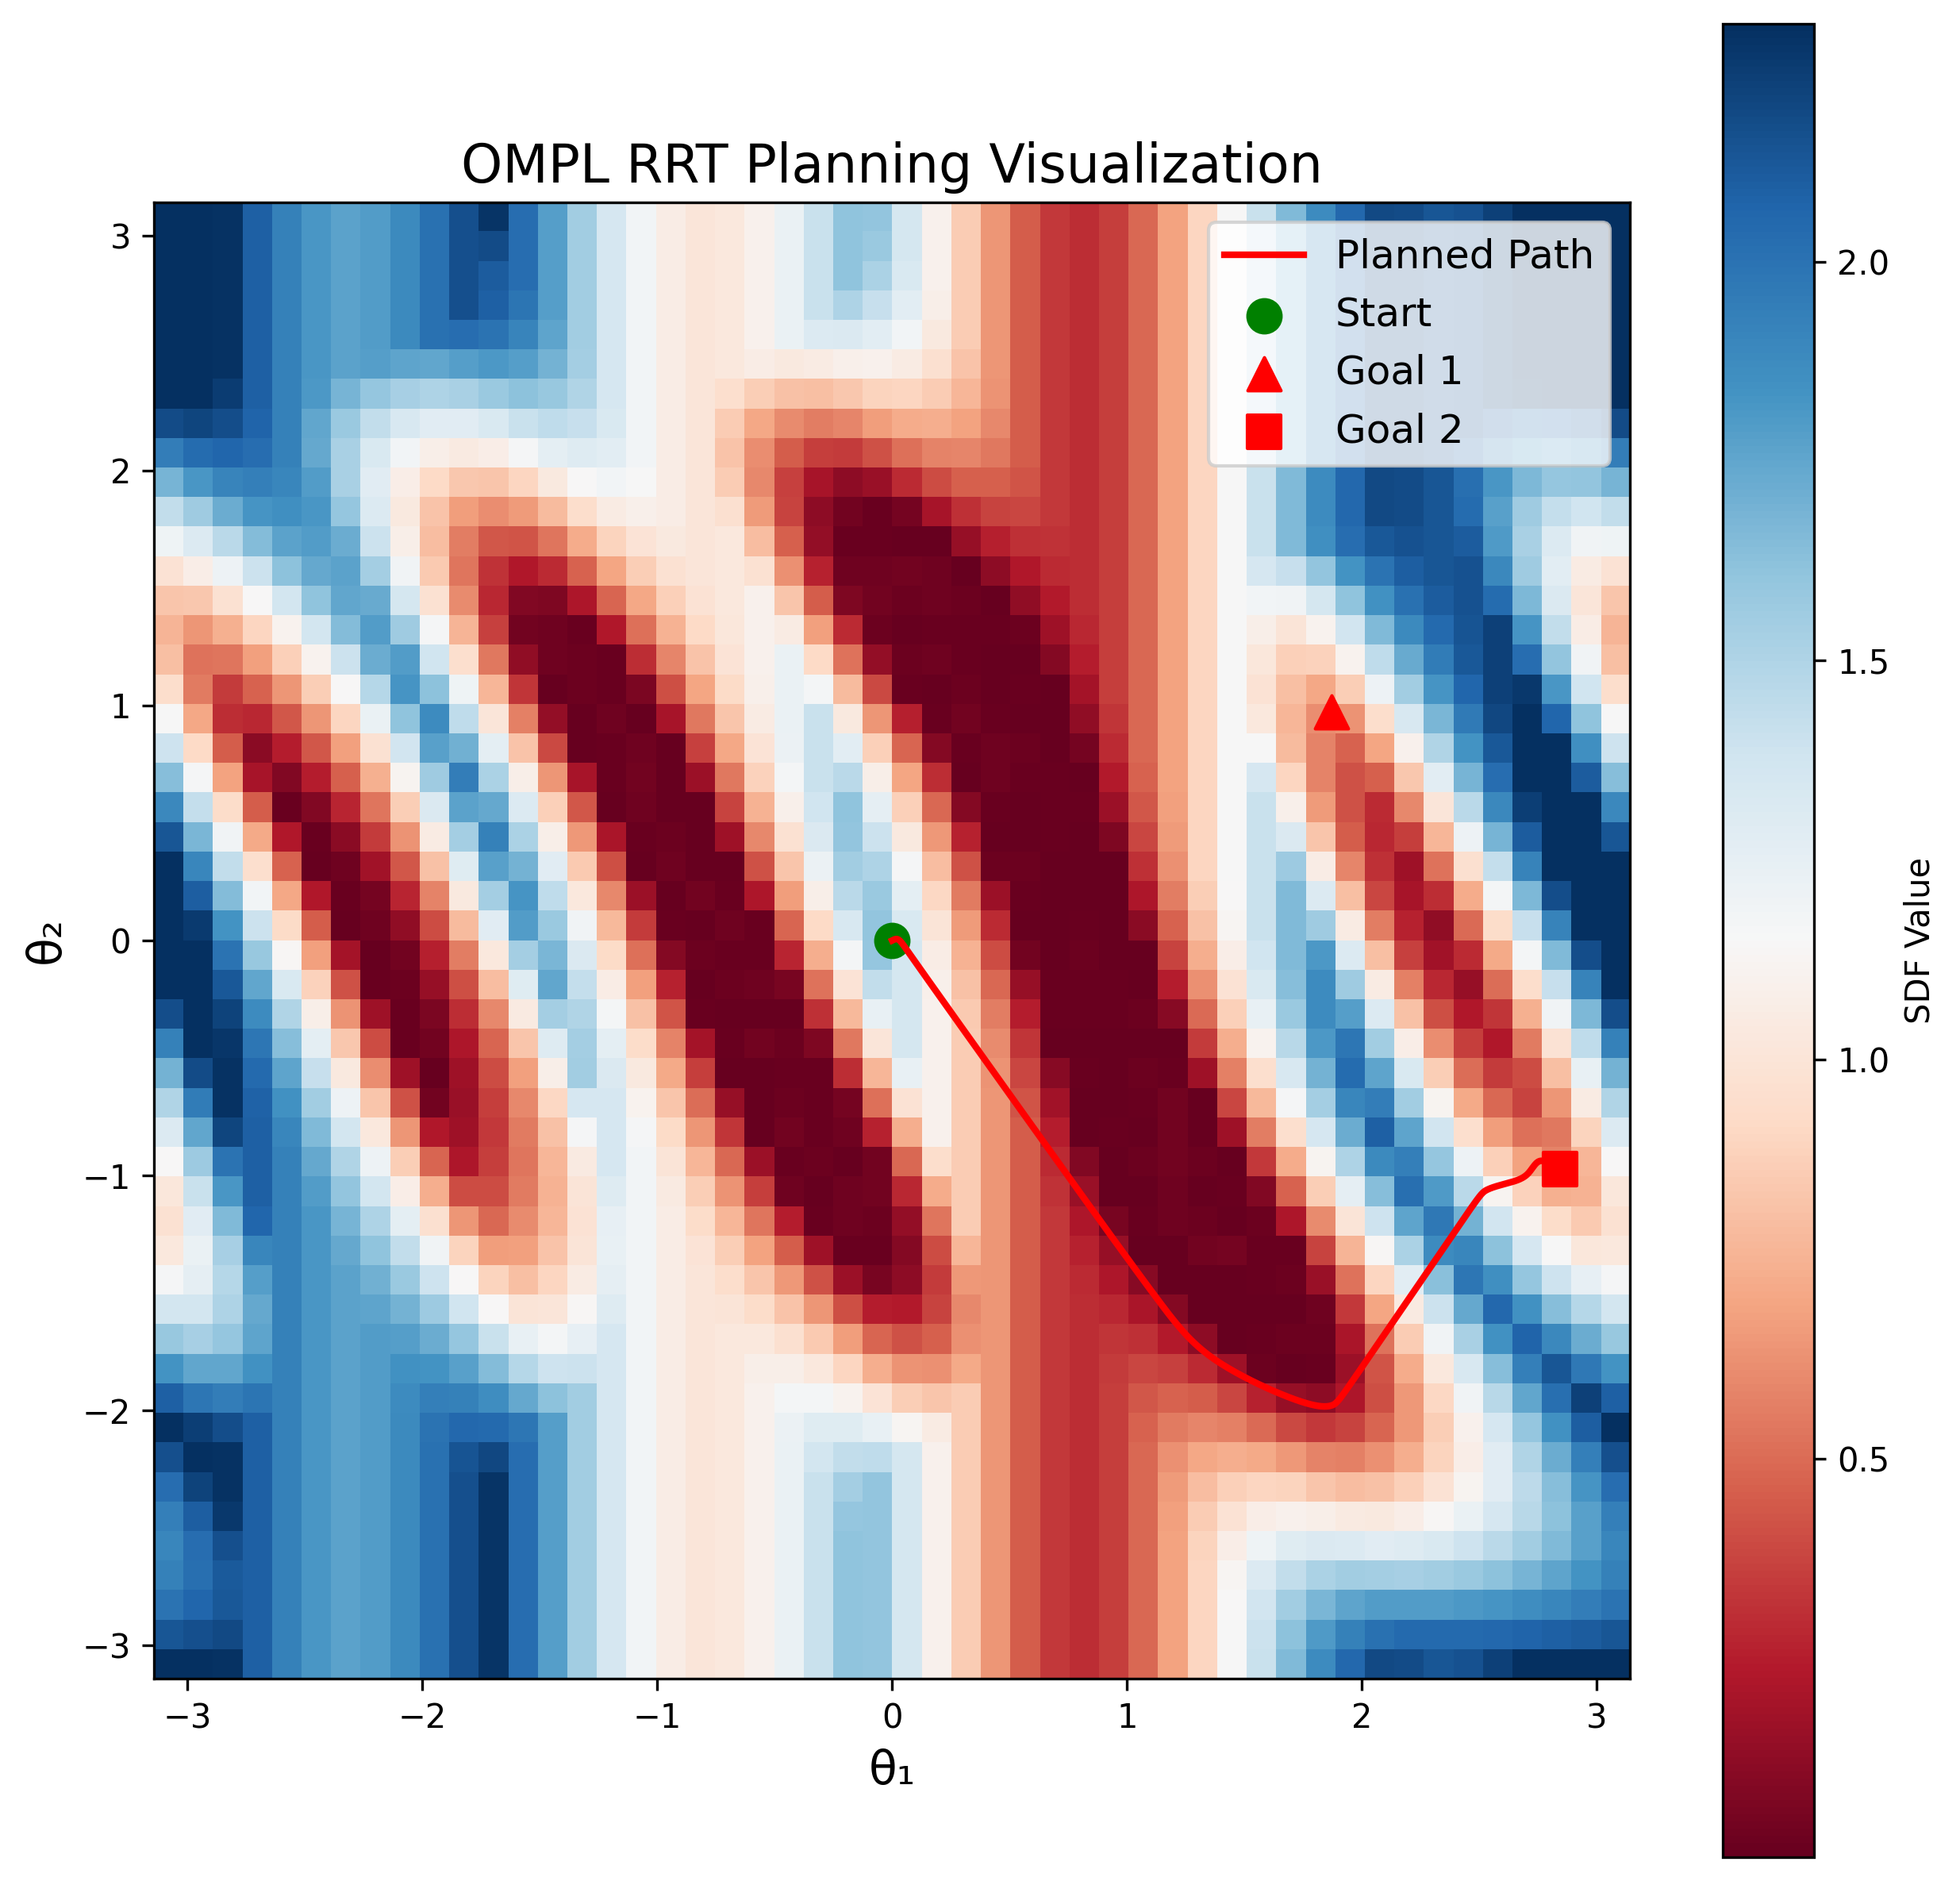 OMPL RRT Planning Visualization
Planned Path
Start
Goal 1
Goal 2
3
2
1
0
−1
−2
−3
θ₂
−3
−2
−1
0
1
2
3
θ₁
2.0
1.5
1.0
0.5
SDF Value